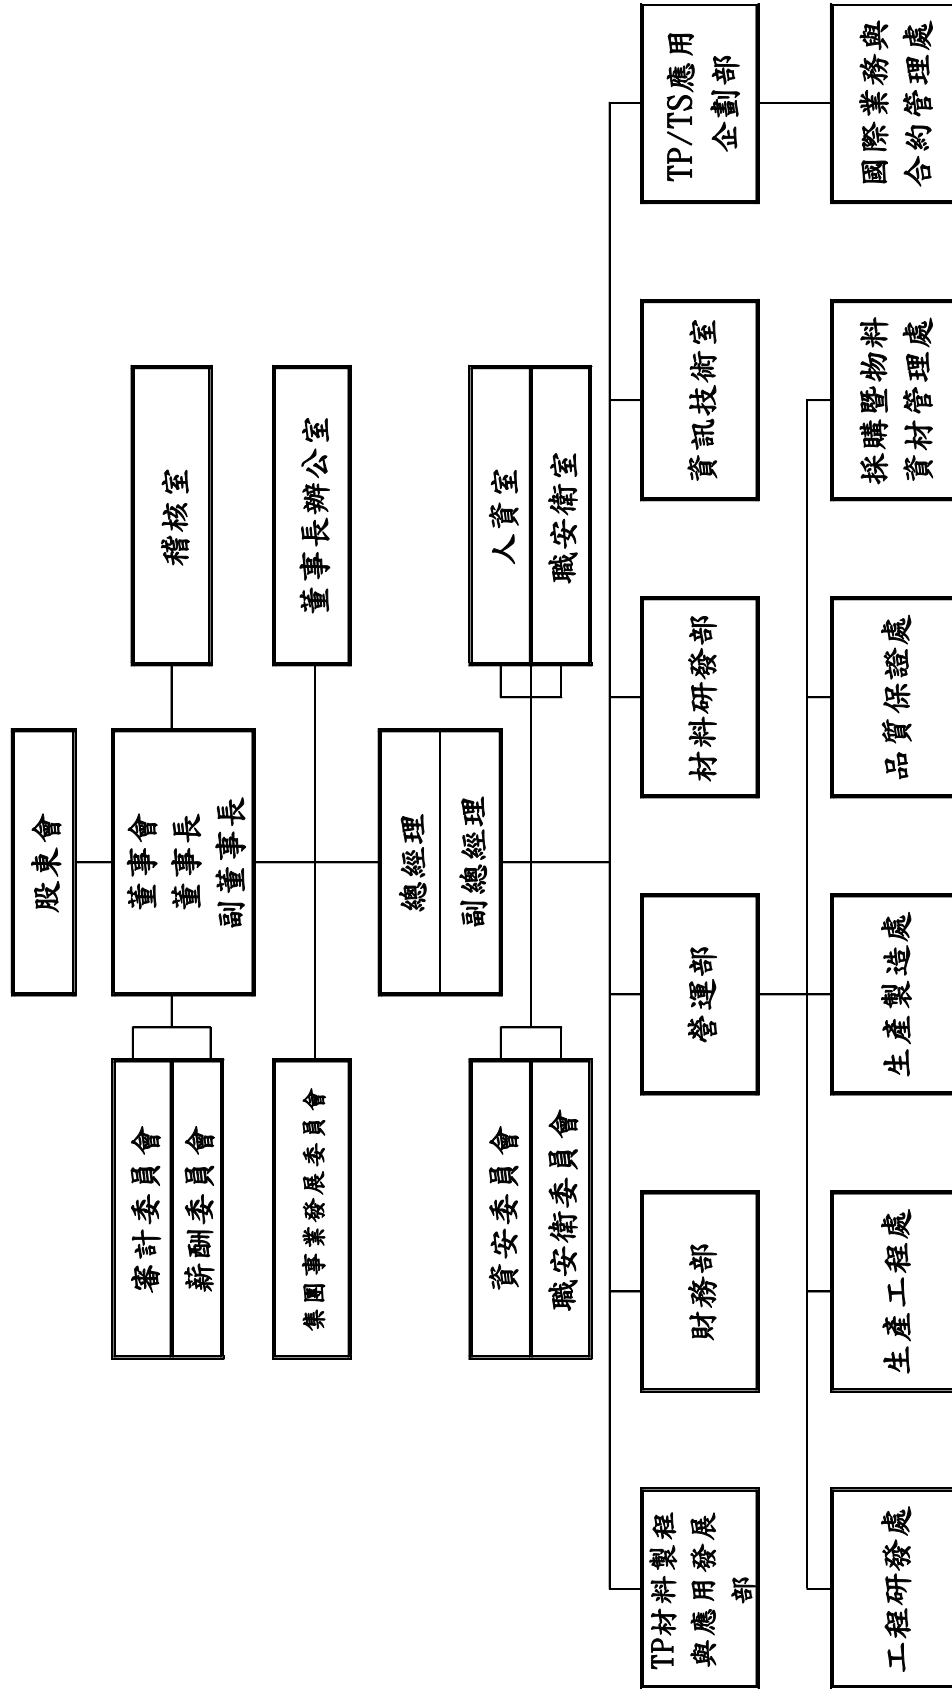 股東會
審計委員會
薪酬委員會
董事會
董事長
副董事長
稽核室
集團事業發展委員會
董事長辦公室
總經理
副總經理
資安委員會
職安衛委員會
人資室
職安衛室
TP材料製程
與應用發展
部
財務部
營運部
材料研發部
資訊技術室
TP/TS應用
企劃部
工程研發處
生產工程處
生產製造處
品質保證處
採購暨物料
資材管理處
國際業務與
合約管理處